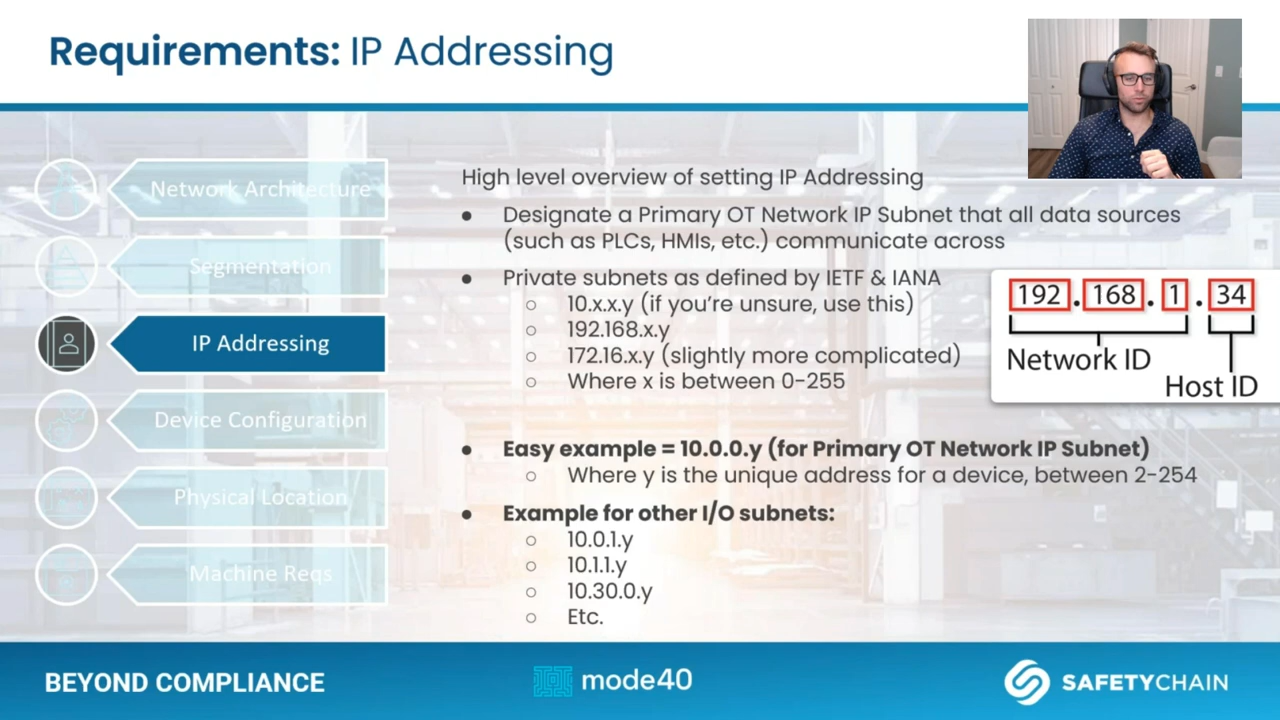 Requirements: IP Addressing
Network Architecture
Segmentation
IP Addressing
Device Configuration
Physical Location
Machine Reqs
High level overview of setting IP Addressing
● Designate a Primary OT Network IP Subnet that all data sources
(such as PLCs, HMIs, etc.) communicate across
● Private subnets as defined by IETF & IANA
○ 10.x.x.y (if you're unsure, use this)
○ 192.168.x.y
○ 172.16.x.y (slightly more complicated)
○ Where x is between 0-255
192.168.1.34
Network ID
Host ID
● Easy example = 10.0.0.y (for Primary OT Network IP Subnet)
○ Where y is the unique address for a device, between 2-254
● Example for other I/O subnets:
○ 10.0.1.y
○ 10.1.1.y
○ 10.30.0.y
○ Etc.
BEYOND COMPLIANCE
mode40
SAFETYCHAIN